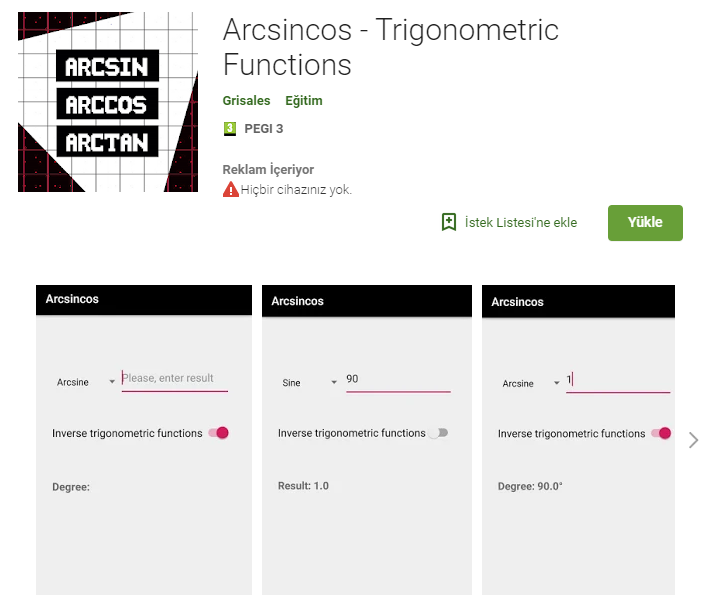 ARCSIN
ARCCOS
ARCTAN
Arcsincos - Trigonometric
Functions
Grisales Eğitim
3 PEGI 3
Reklam İçeriyor
Hiçbir cihazınız yok.
İstek Listesi'ne ekle
Yükle
Arcsincos
Arcsine Please, enter result
Inverse trigonometric functions
Degree:
Arcsincos
Sine 90
Inverse trigonometric functions
Result: 1.0
Arcsincos
Arcsine 1
Inverse trigonometric functions
Degree: 90.0°